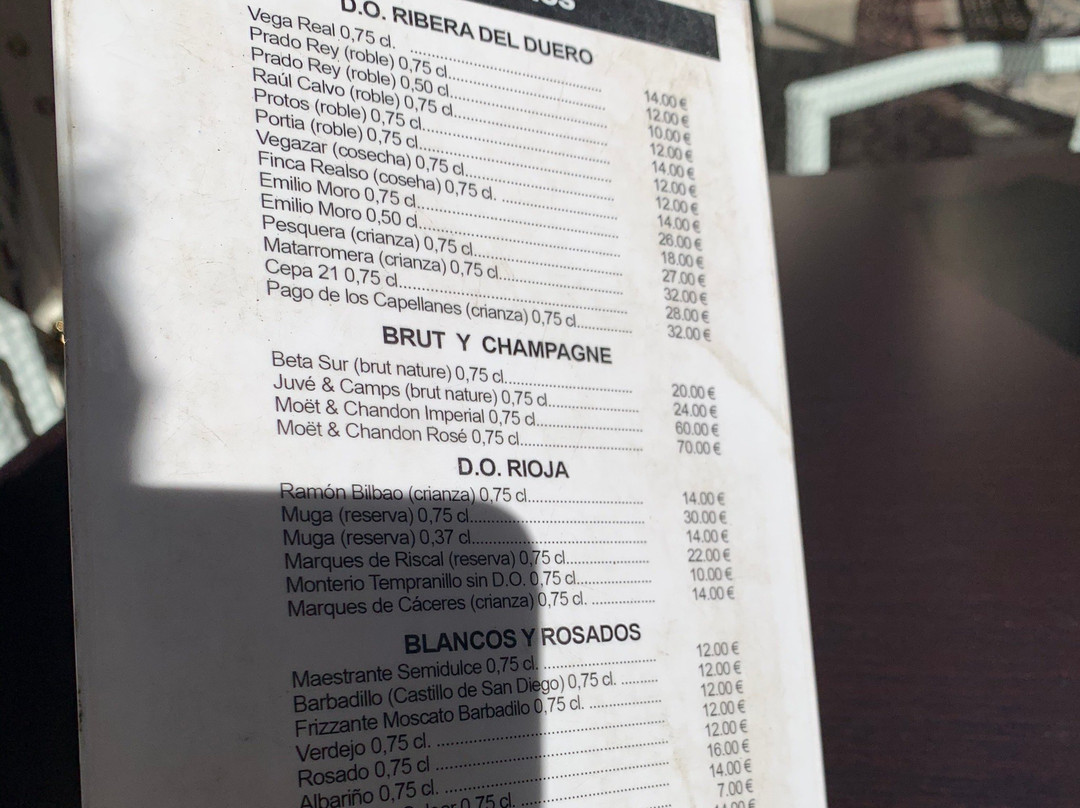 D.O. RIBERA DEL DUERO
Vega Real 0,75 cl. .......... 14.00 €
Prado Rey (roble) 0,75 cl.......... 12.00 €
Prado Rey (roble) 0,50 cl.......... 10.00 €
Raúl Calvo (roble) 0,75 cl.......... 12.00 €
Protos (roble) 0,75 cl.......... 14.00 €
Portia (roble) 0,75 cl.......... 12.00 €
Vegazar (cosecha) 0,75 cl.......... 12.00 €
Finca Realso (coseha) 0,75 cl. .......... 14.00 €
Emilio Moro 0,75 cl.......... 26.00 €
Emilio Moro 0,50 cl.......... 18.00 €
Pesquera (crianza) 0,75 cl.......... 27.00 €
Matarromera (crianza) 0,75 cl.......... 32.00 €
Cepa 21 0,75 cl.......... 28.00 €
Pago de los Capellanes (crianza) 0,75 cl.......... 32.00 €
BRUT Y CHAMPAGNE
Beta Sur (brut nature) 0,75 cl.......... 20.00 €
Juvé & Camps (brut nature) 0,75 cl.......... 24.00 €
Moët & Chandon Imperial 0,75 cl.......... 60.00 €
Moët & Chandon Rosé 0,75 cl.......... 70.00 €
D.O. RIOJA
Ramón Bilbao (crianza) 0,75 cl.......... 14.00 €
Muga (reserva) 0,75 cl.......... 30.00 €
Muga (reserva) 0,37 cl.......... 14.00 €
Marques de Riscal (reserva) 0,75 cl.......... 22.00 €
Monterio Tempranillo sin D.O. 0,75 cl.......... 10.00 €
Marques de Cáceres (crianza) 0,75 cl. .......... 14.00 €
BLANCOS Y ROSADOS
Maestrante Semidulce 0,75 cl. .......... 12.00 €
Barbadillo (Castillo de San Diego) 0,75 cl. .......... 12.00 €
Frizzante Moscato Barbadilo 0,75 cl. .......... 12.00 €
Verdejo 0,75 cl. .......... 12.00 €
Rosado 0,75 cl .......... 12.00 €
Albariño 0,75 cl. .......... 16.00 €
0,75 cl. .......... 14.00 €
7.00 €